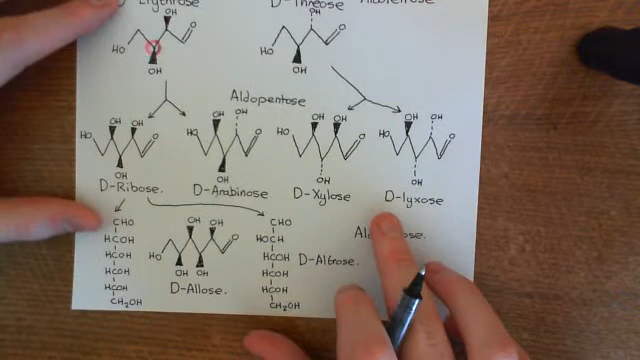 D-Erythrose D-Threose
OH OH
HO O HO O
OH OH
Aldopentose
OH OH OH OH OH OH
HO O HO O HO O HO O
OH OH OH OH
D-Ribose. D-Arabinose D-Xylose D-lyxose
CHO OH OH CHO
HCOH HO O HOCH
HCOH OH OH HCOH D-Altrose.
HCOH D-Allose. HCOH
HCOH HCOH
CH2OH CH2OH